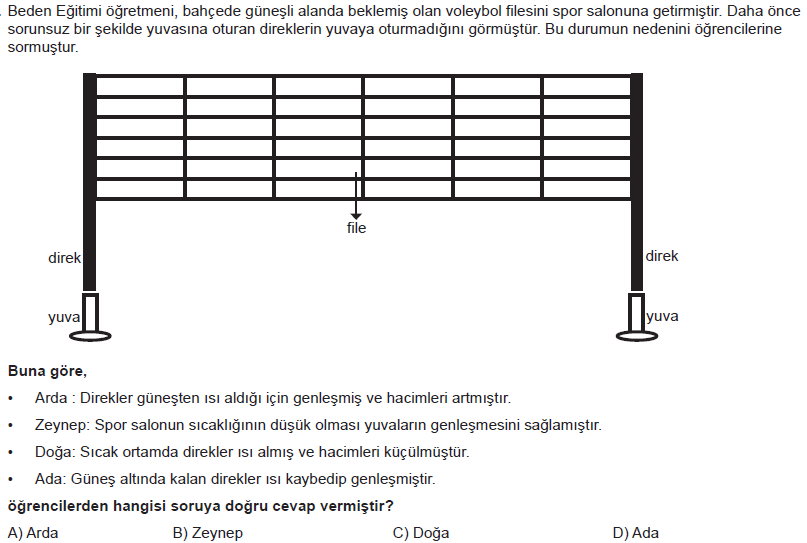 Beden Eğitimi öğretmeni, bahçede güneşli alanda beklemiş olan voleybol filesini spor salonuna getirmiştir. Daha önce
sorunsuz bir şekilde yuvasına oturan direklerin yuvaya oturmadığını görmüştür. Bu durumun nedenini öğrencilerine
sormuştur.
file
direk
direk
yuva
yuva
Buna göre,
• Arda : Direkler güneşten ısı aldığı için genleşmiş ve hacimleri artmıştır.
• Zeynep: Spor salonun sıcaklığının düşük olması yuvaların genleşmesini sağlamıştır.
• Doğa: Sıcak ortamda direkler ısı almış ve hacimleri küçülmüştür.
• Ada: Güneş altında kalan direkler ısı kaybedip genleşmiştir.
öğrencilerden hangisi soruya doğru cevap vermiştir?
A) Arda B) Zeynep C) Doğa D) Ada